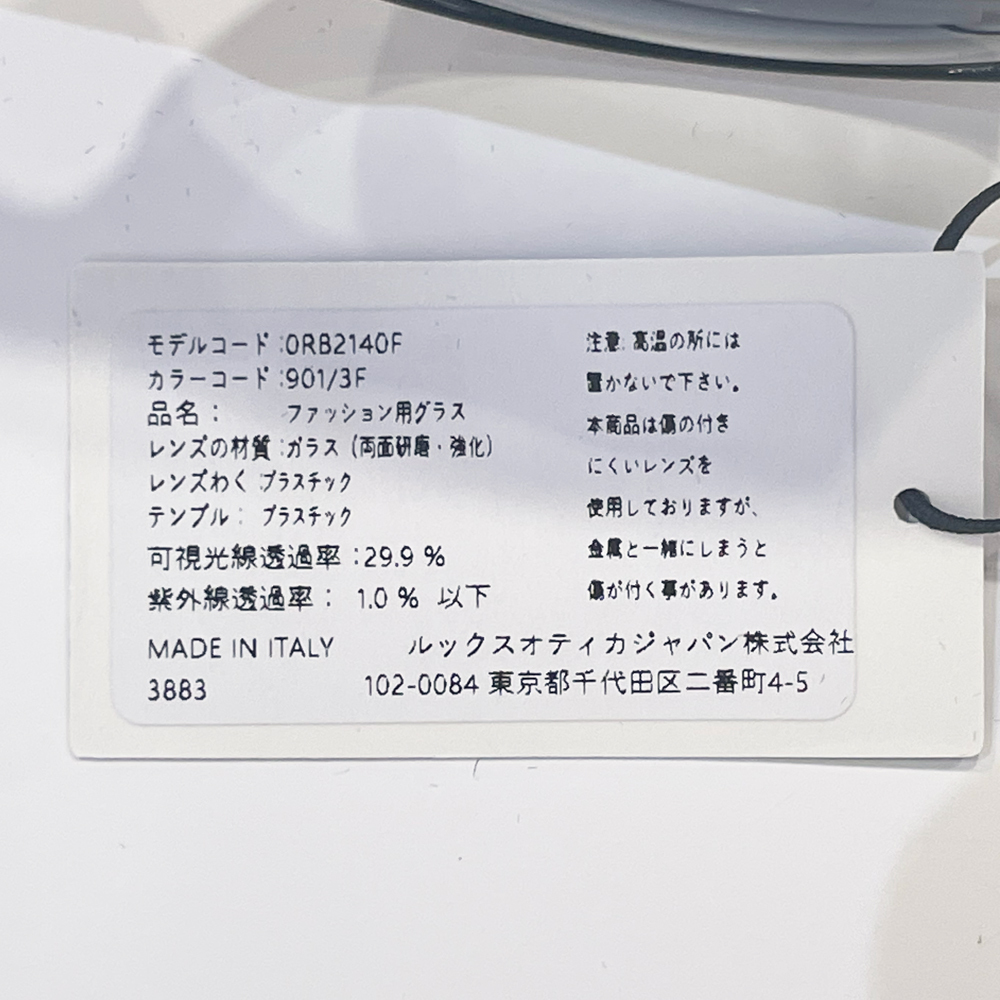 モデルコード :0RB2140F
カラーコード :901/3F
品名： ファッション用グラス
レンズの材質 :ガラス (両面研磨・強化)
レンズわく :プラスチック
テンプル： プラスチック
可視光線透過率 :29.9 %
紫外線透過率： 1.0 % 以下
MADE IN ITALY
3883
注意: 高温の所には
置かないで下さい。
本商品は傷の付き
にくいレンズを
使用しておりますが、
金属と一緒にしまうと
傷が付く事があります。
ルックスオティカジャパン株式会社
102-0084 東京都千代田区二番町4-5